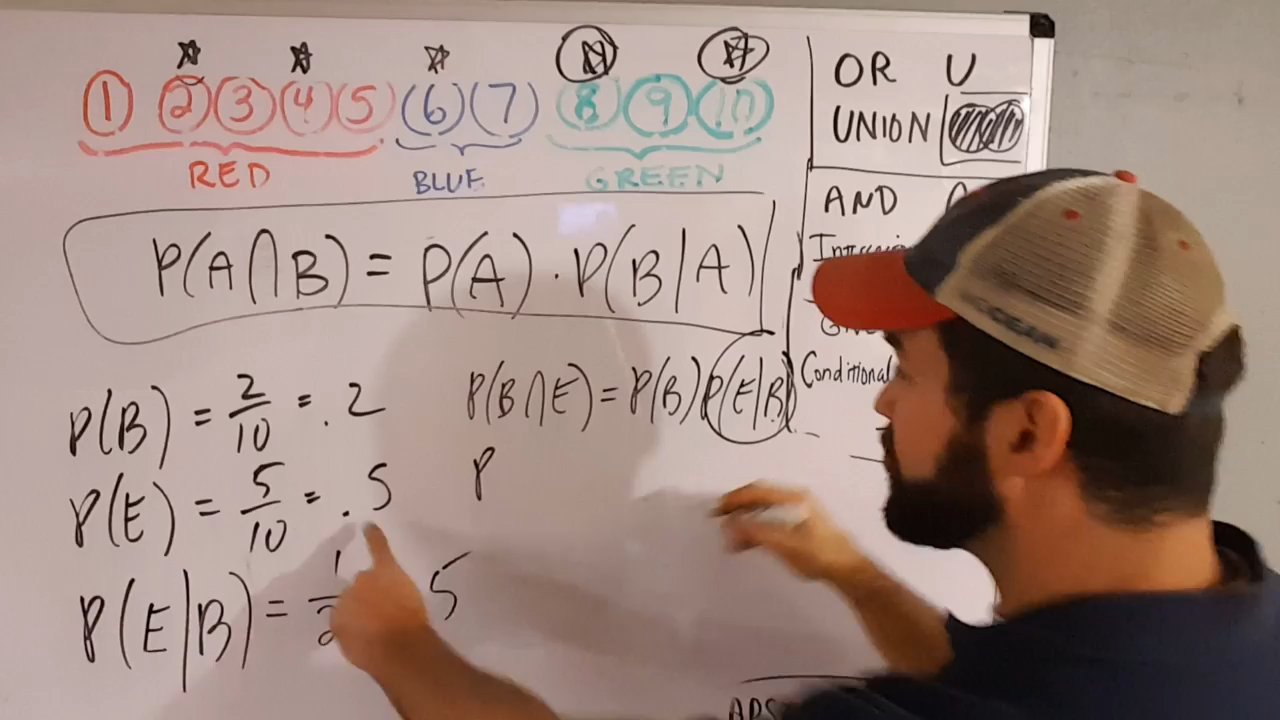 1 2 3 4 5 6 7 8 9 10
RED BLUE GREEN
P(A∩B) = P(A) · P(B|A)
P(B) = 2/10 = .2
P(E) = 5/10 = .5
P(E|B) = 5
P(B∩E) = P(B) P(E|B)
P
OR U
UNION
AND
Conditional